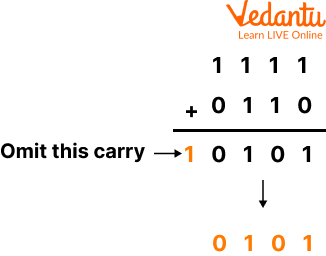 Vedantu
Learn LIVE Online
1 1 1 1
+ 0 1 1 0
Omit this carry → 1 0 1 0 1
0 1 0 1